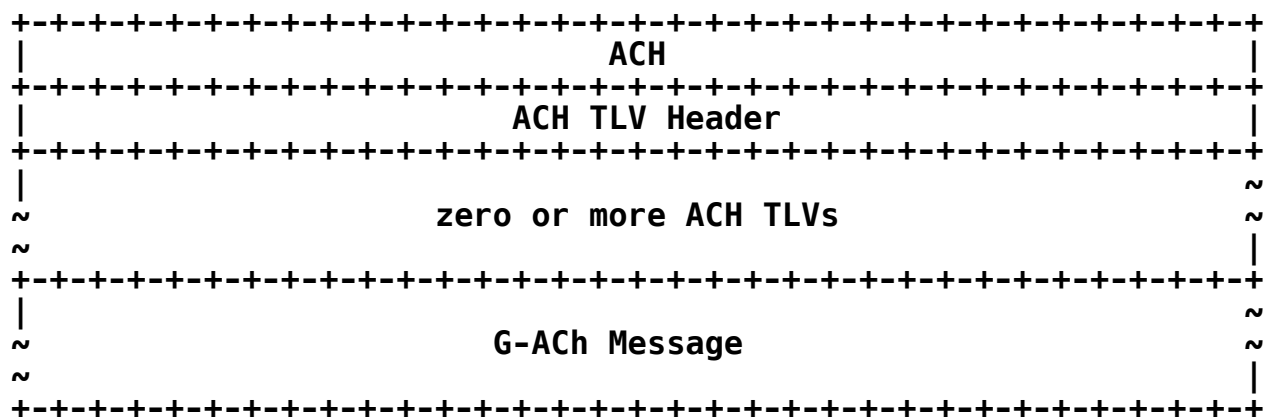 +-+-+-+-+-+-+-+-+-+-+-+-+-+-+-+-+-+-+-+-+-+-+-+-+-+-+-+-+-+-+-+-+-+
|                              ACH                              |
+-+-+-+-+-+-+-+-+-+-+-+-+-+-+-+-+-+-+-+-+-+-+-+-+-+-+-+-+-+-+-+-+-+
|                         ACH TLV Header                        |
+-+-+-+-+-+-+-+-+-+-+-+-+-+-+-+-+-+-+-+-+-+-+-+-+-+-+-+-+-+-+-+-+-+
|                                                               ~
~                     zero or more ACH TLVs                     ~
~                                                               |
+-+-+-+-+-+-+-+-+-+-+-+-+-+-+-+-+-+-+-+-+-+-+-+-+-+-+-+-+-+-+-+-+-+
|                                                               ~
~                        G-ACh Message                          ~
~                                                               |
+-+-+-+-+-+-+-+-+-+-+-+-+-+-+-+-+-+-+-+-+-+-+-+-+-+-+-+-+-+-+-+-+-+